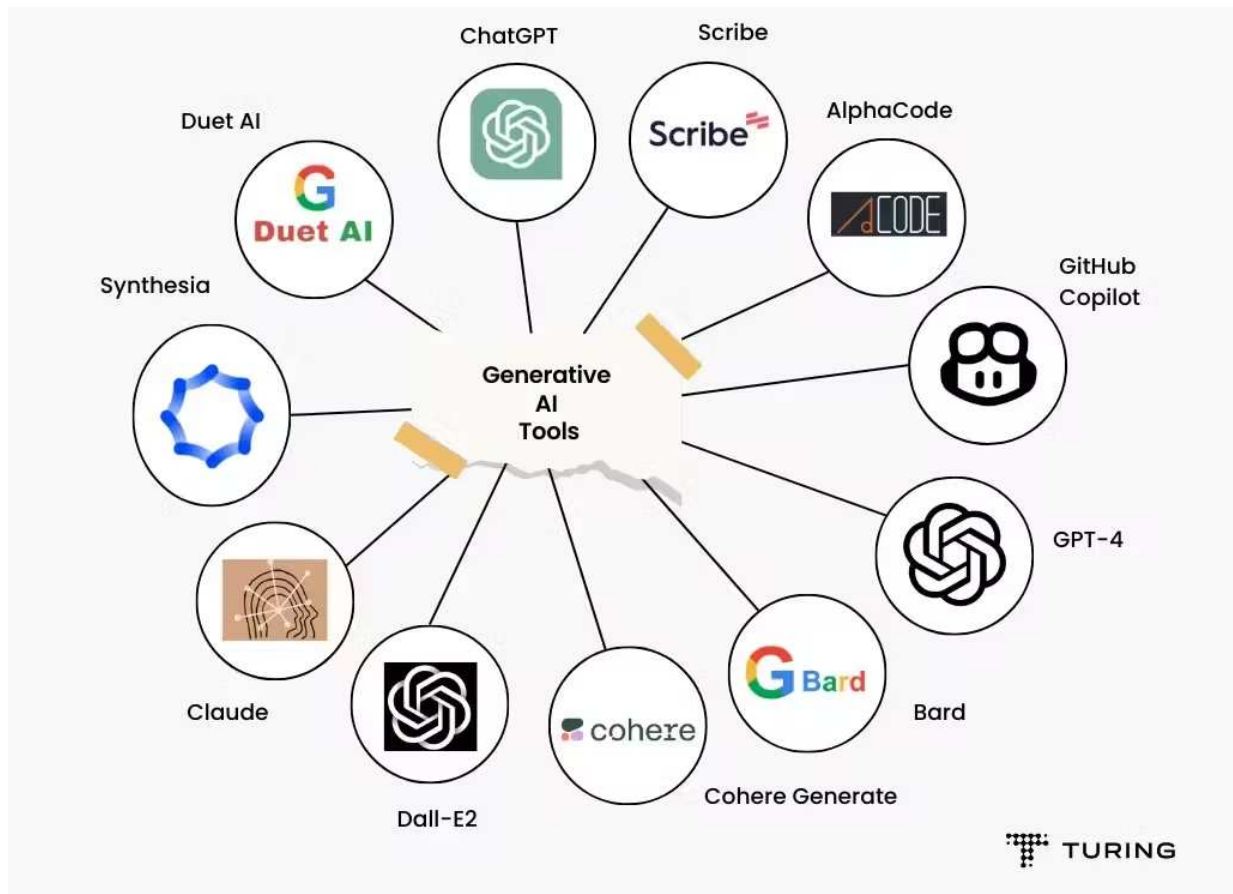 ChatGPT
Scribe
Scribe
Duet AI
G
Duet AI
AlphaCode
CODE
GitHub
Copilot
Synthesia
Generative
AI
Tools
GPT-4
G Bard
Bard
Claude
cohere
Cohere Generate
Dall-E2
TURING